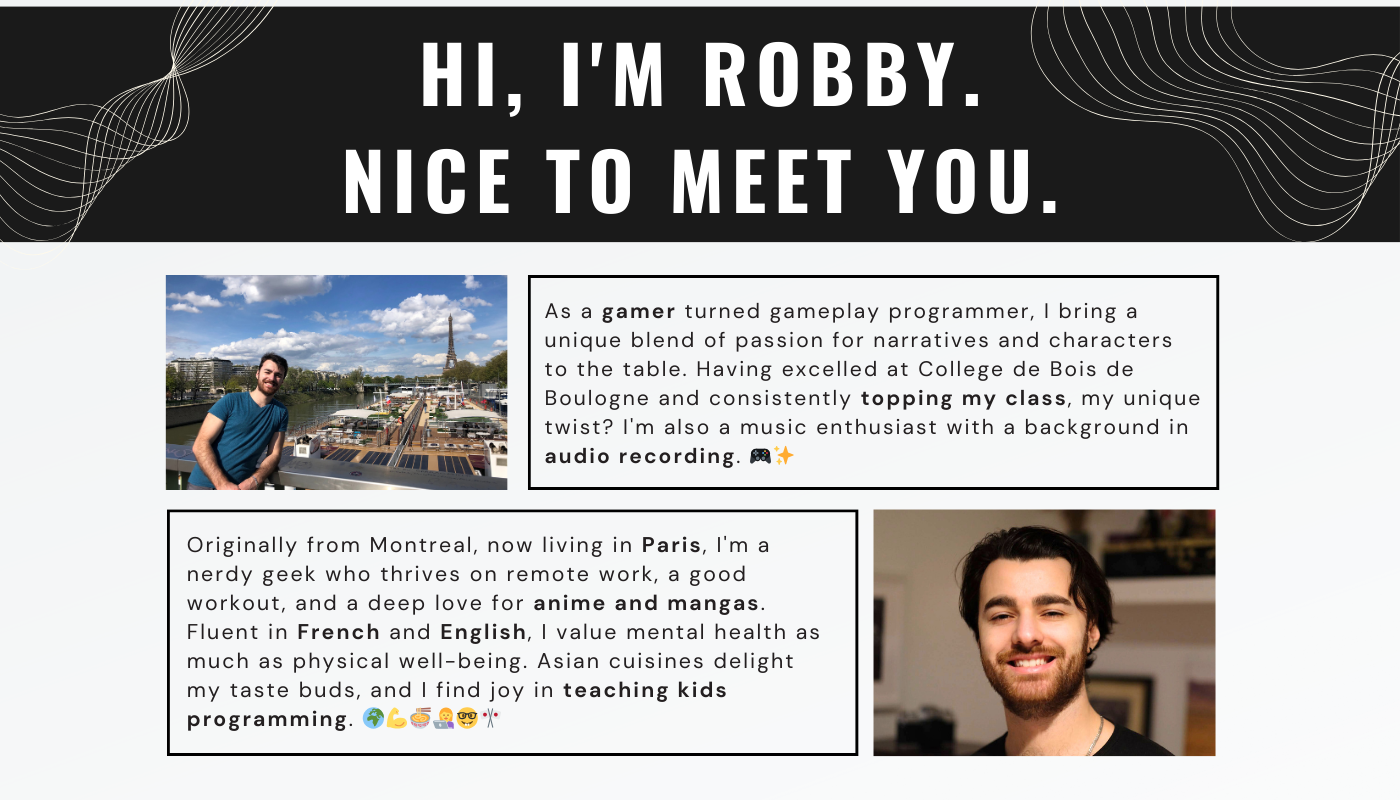 HI, I'M ROBBY.
NICE TO MEET YOU.
As a gamer turned gameplay programmer, I bring a
unique blend of passion for narratives and characters
to the table. Having excelled at College de Bois de
Boulogne and consistently topping my class, my unique
twist? I'm also a music enthusiast with a background in
audio recording. 🎮✨
Originally from Montreal, now living in Paris, I'm a
nerdy geek who thrives on remote work, a good
workout, and a deep love for anime and mangas.
Fluent in French and English, I value mental health as
much as physical well-being. Asian cuisines delight
my taste buds, and I find joy in teaching kids
programming. 🌍💪🍜👩‍💻🤓🎌